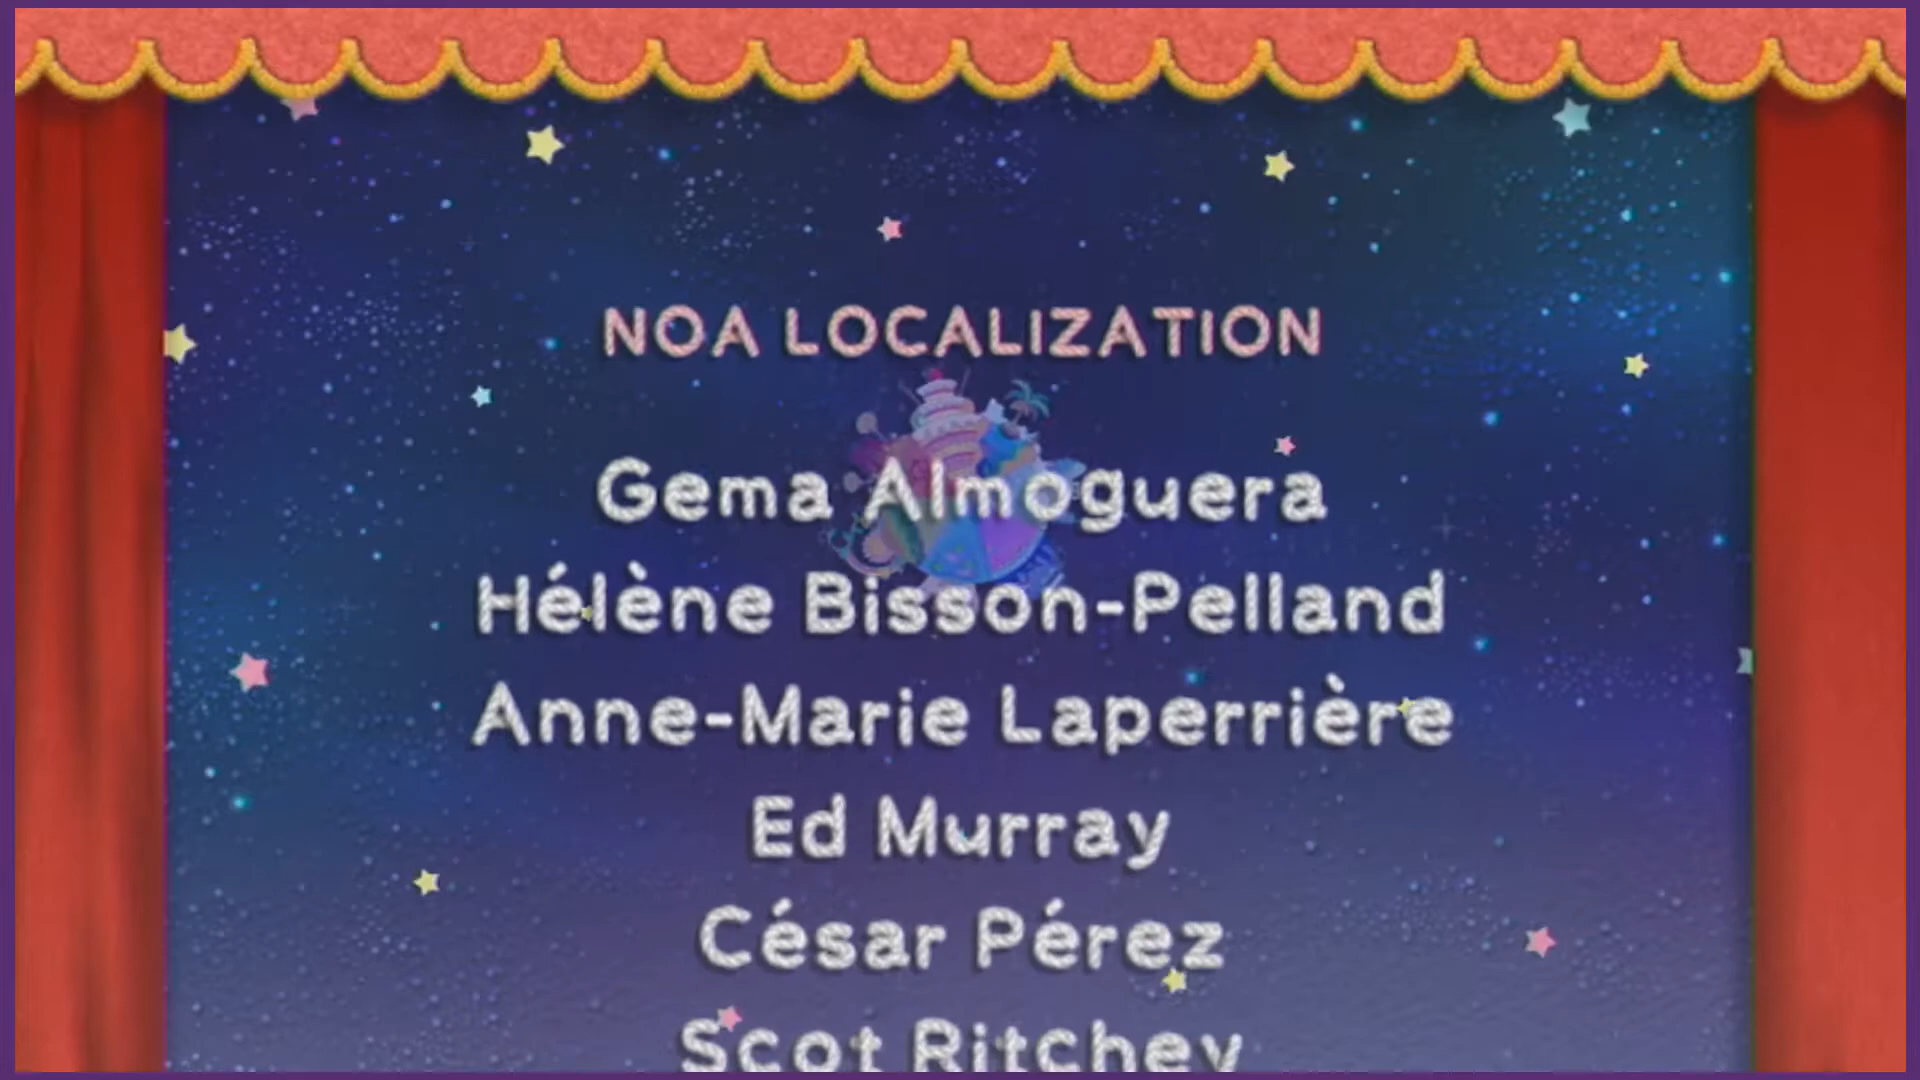 NOA LOCALIZATION
Gema Almoguera
Hélène Bisson-Pelland
Anne-Marie Laperrière
Ed Murray
César Pérez
Scot Ritchey